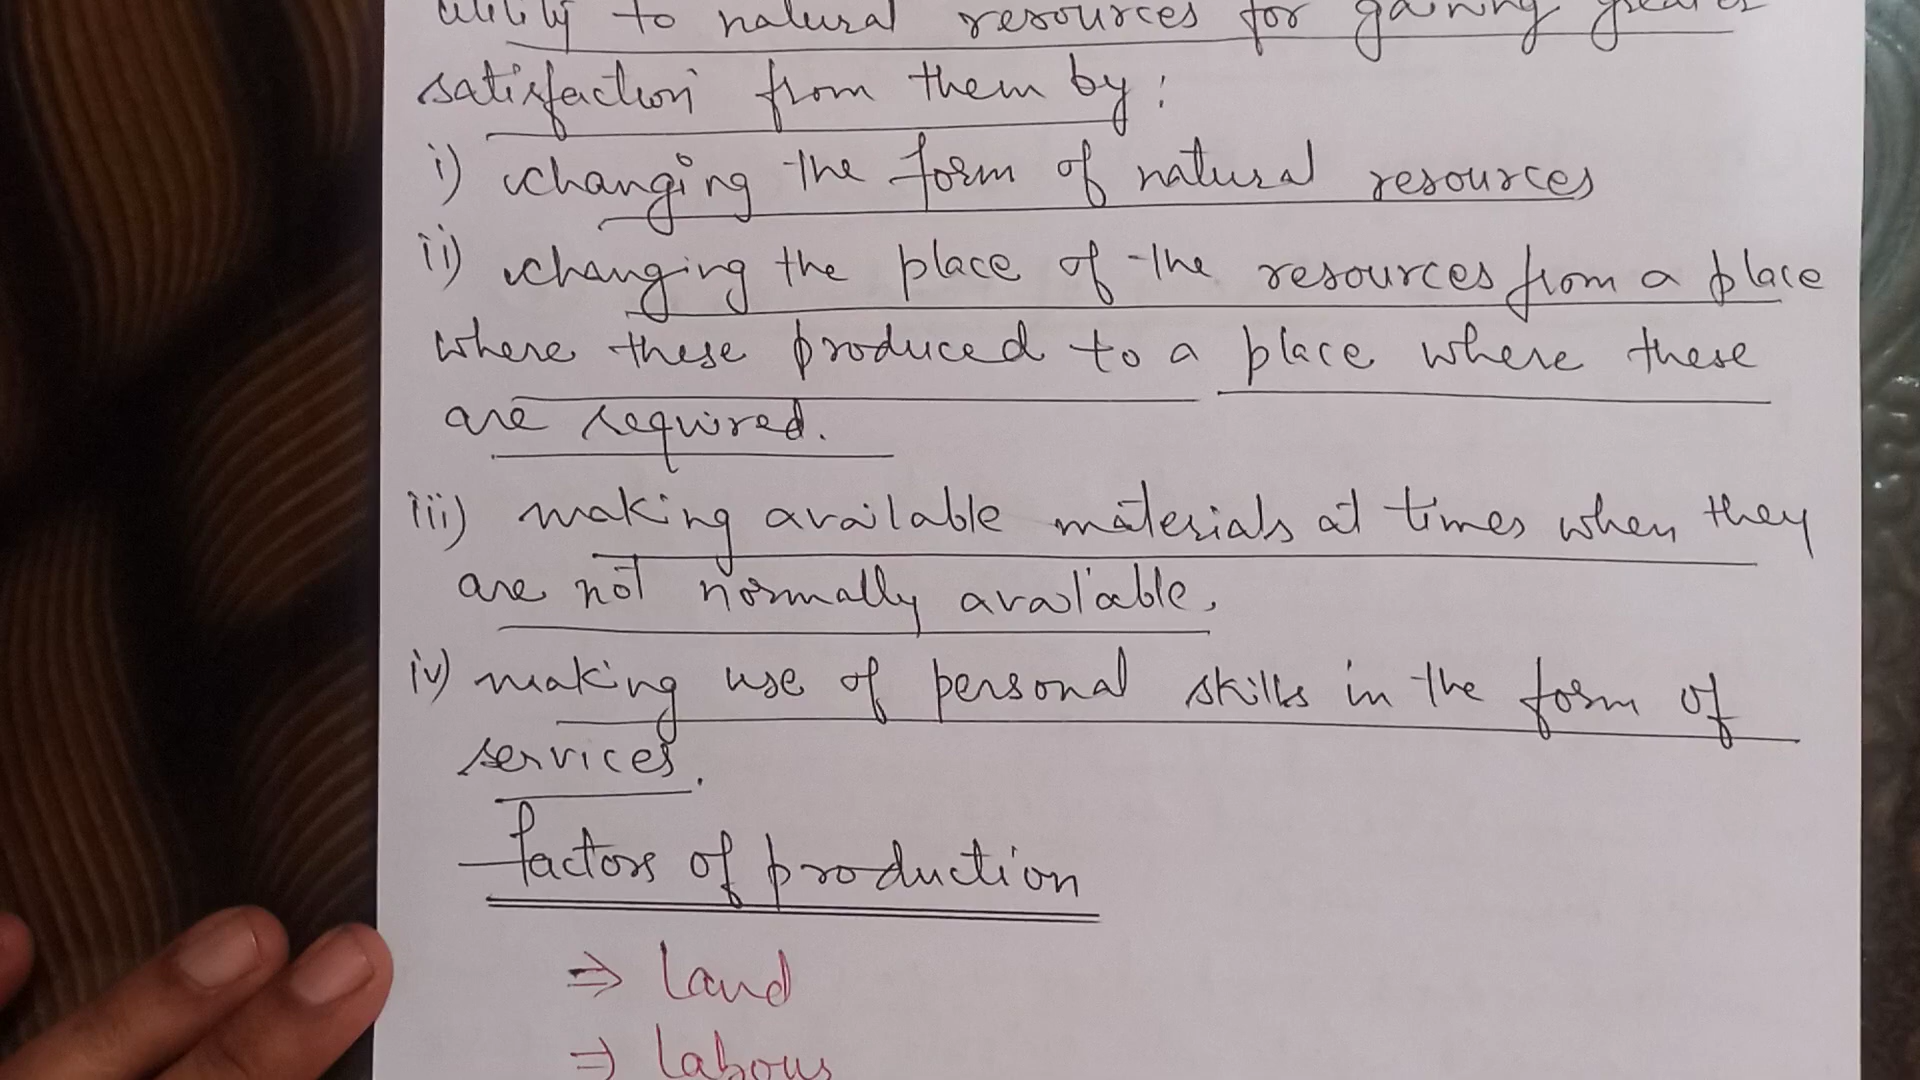 utility to natural resources for gaining greater
satisfaction from them by:
i) changing the form of natural resources
ii) changing the place of the resources from a place
where these produced to a place where these
are required.
iii) making available materials at times when they
are not normally available.
iv) making use of personal skills in the form of
services.
Factors of production
⇒ Land
⇒ Labour